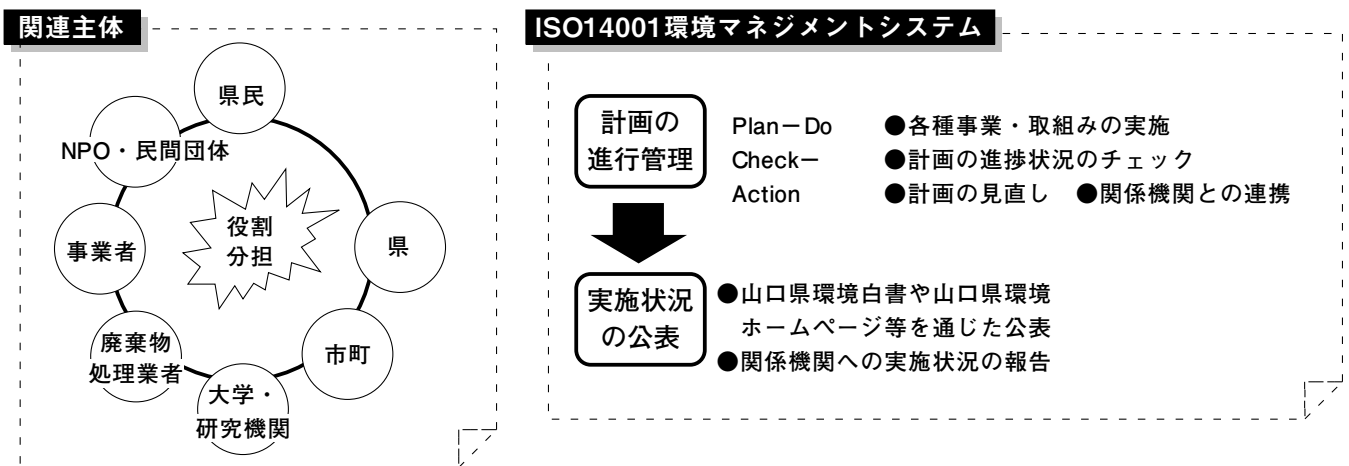 関連主体
県民
NPO・民間団体
役割
分担
事業者
県
廃棄物
処理業者
市町
大学・
研究機関
ISO14001環境マネジメントシステム
計画の
進行管理
Plan－Do ●各種事業・取組みの実施
Check－ ●計画の進捗状況のチェック
Action ●計画の見直し ●関係機関との連携
実施状況
の公表
●山口県環境白書や山口県環境
ホームページ等を通じた公表
●関係機関への実施状況の報告